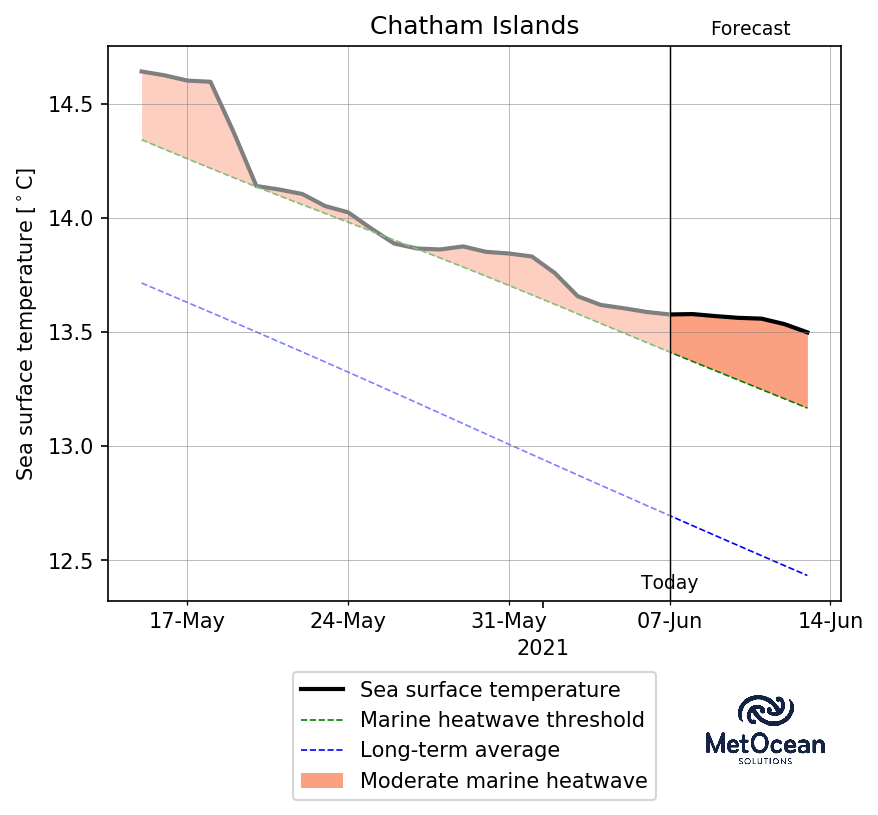 Chatham Islands
Forecast
Sea surface temperature [°C]
14.5
14.0
13.5
13.0
12.5
Today
17-May
24-May
31-May
07-Jun
14-Jun
2021
Sea surface temperature
Marine heatwave threshold
Long-term average
Moderate marine heatwave
MetOcean
SOLUTIONS